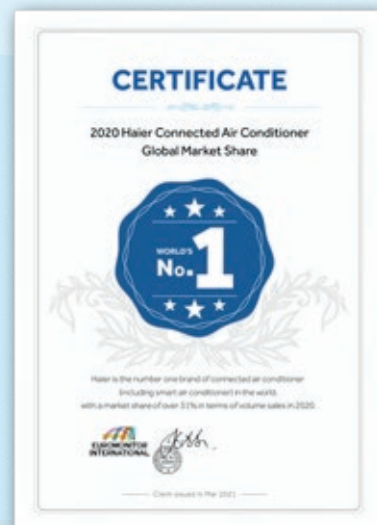 CERTIFICATE
2020 Haier Connected Air Conditioner
Global Market Share
WORLD'S
No.1
Haier is the number one brand of connected air conditioner
(including smart air conditioner) in the world,
with a market share of over 31% in terms of volume sales in 2020.
EUROMONITOR
INTERNATIONAL
Claim issued in Mar 2021